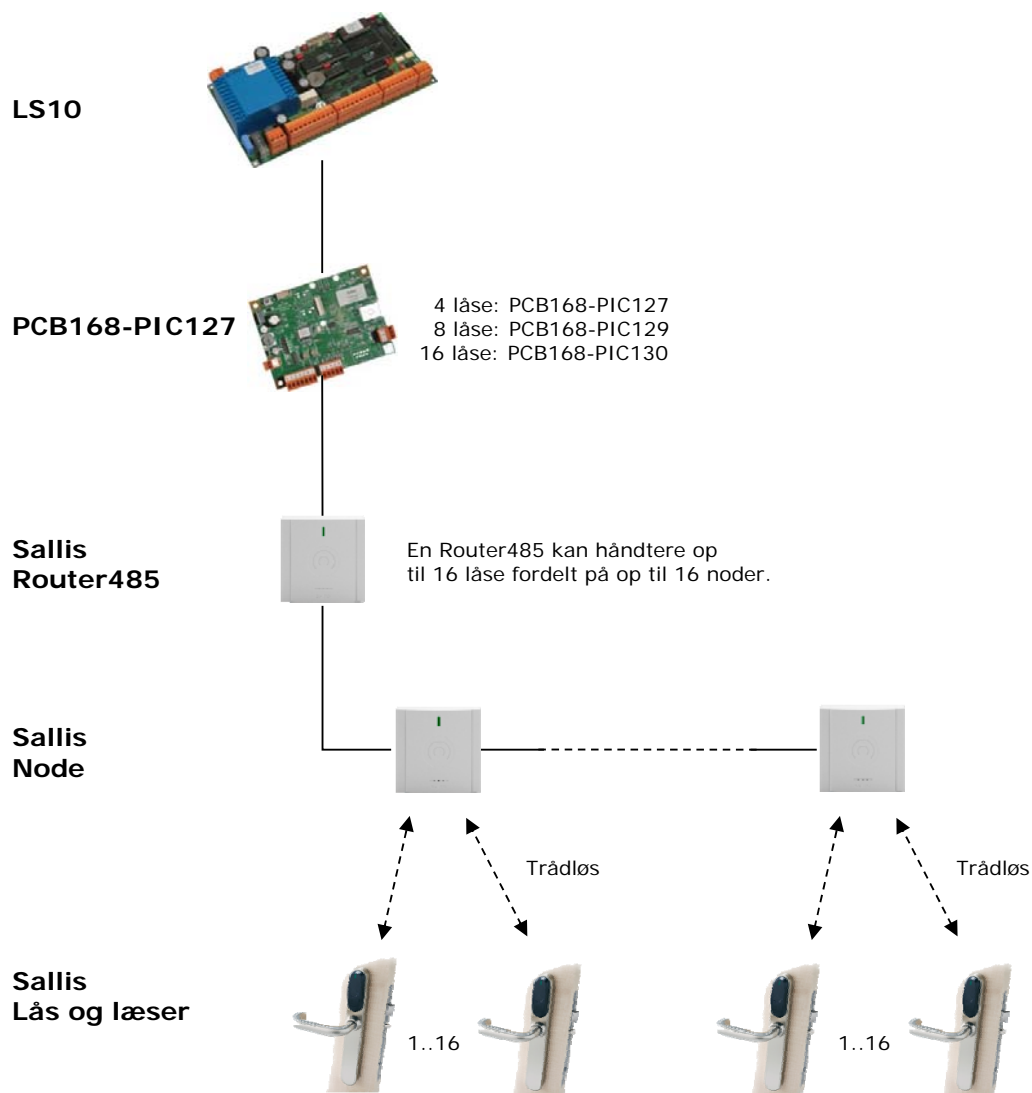 LS10
PCB168-PIC127
4 låse: PCB168-PIC127
8 låse: PCB168-PIC129
16 låse: PCB168-PIC130
Sallis
Router485
En Router485 kan håndtere op
til 16 låse fordelt på op til 16 noder.
Sallis
Node
Trådløs
Trådløs
Sallis
Lås og læser
1..16
1..16